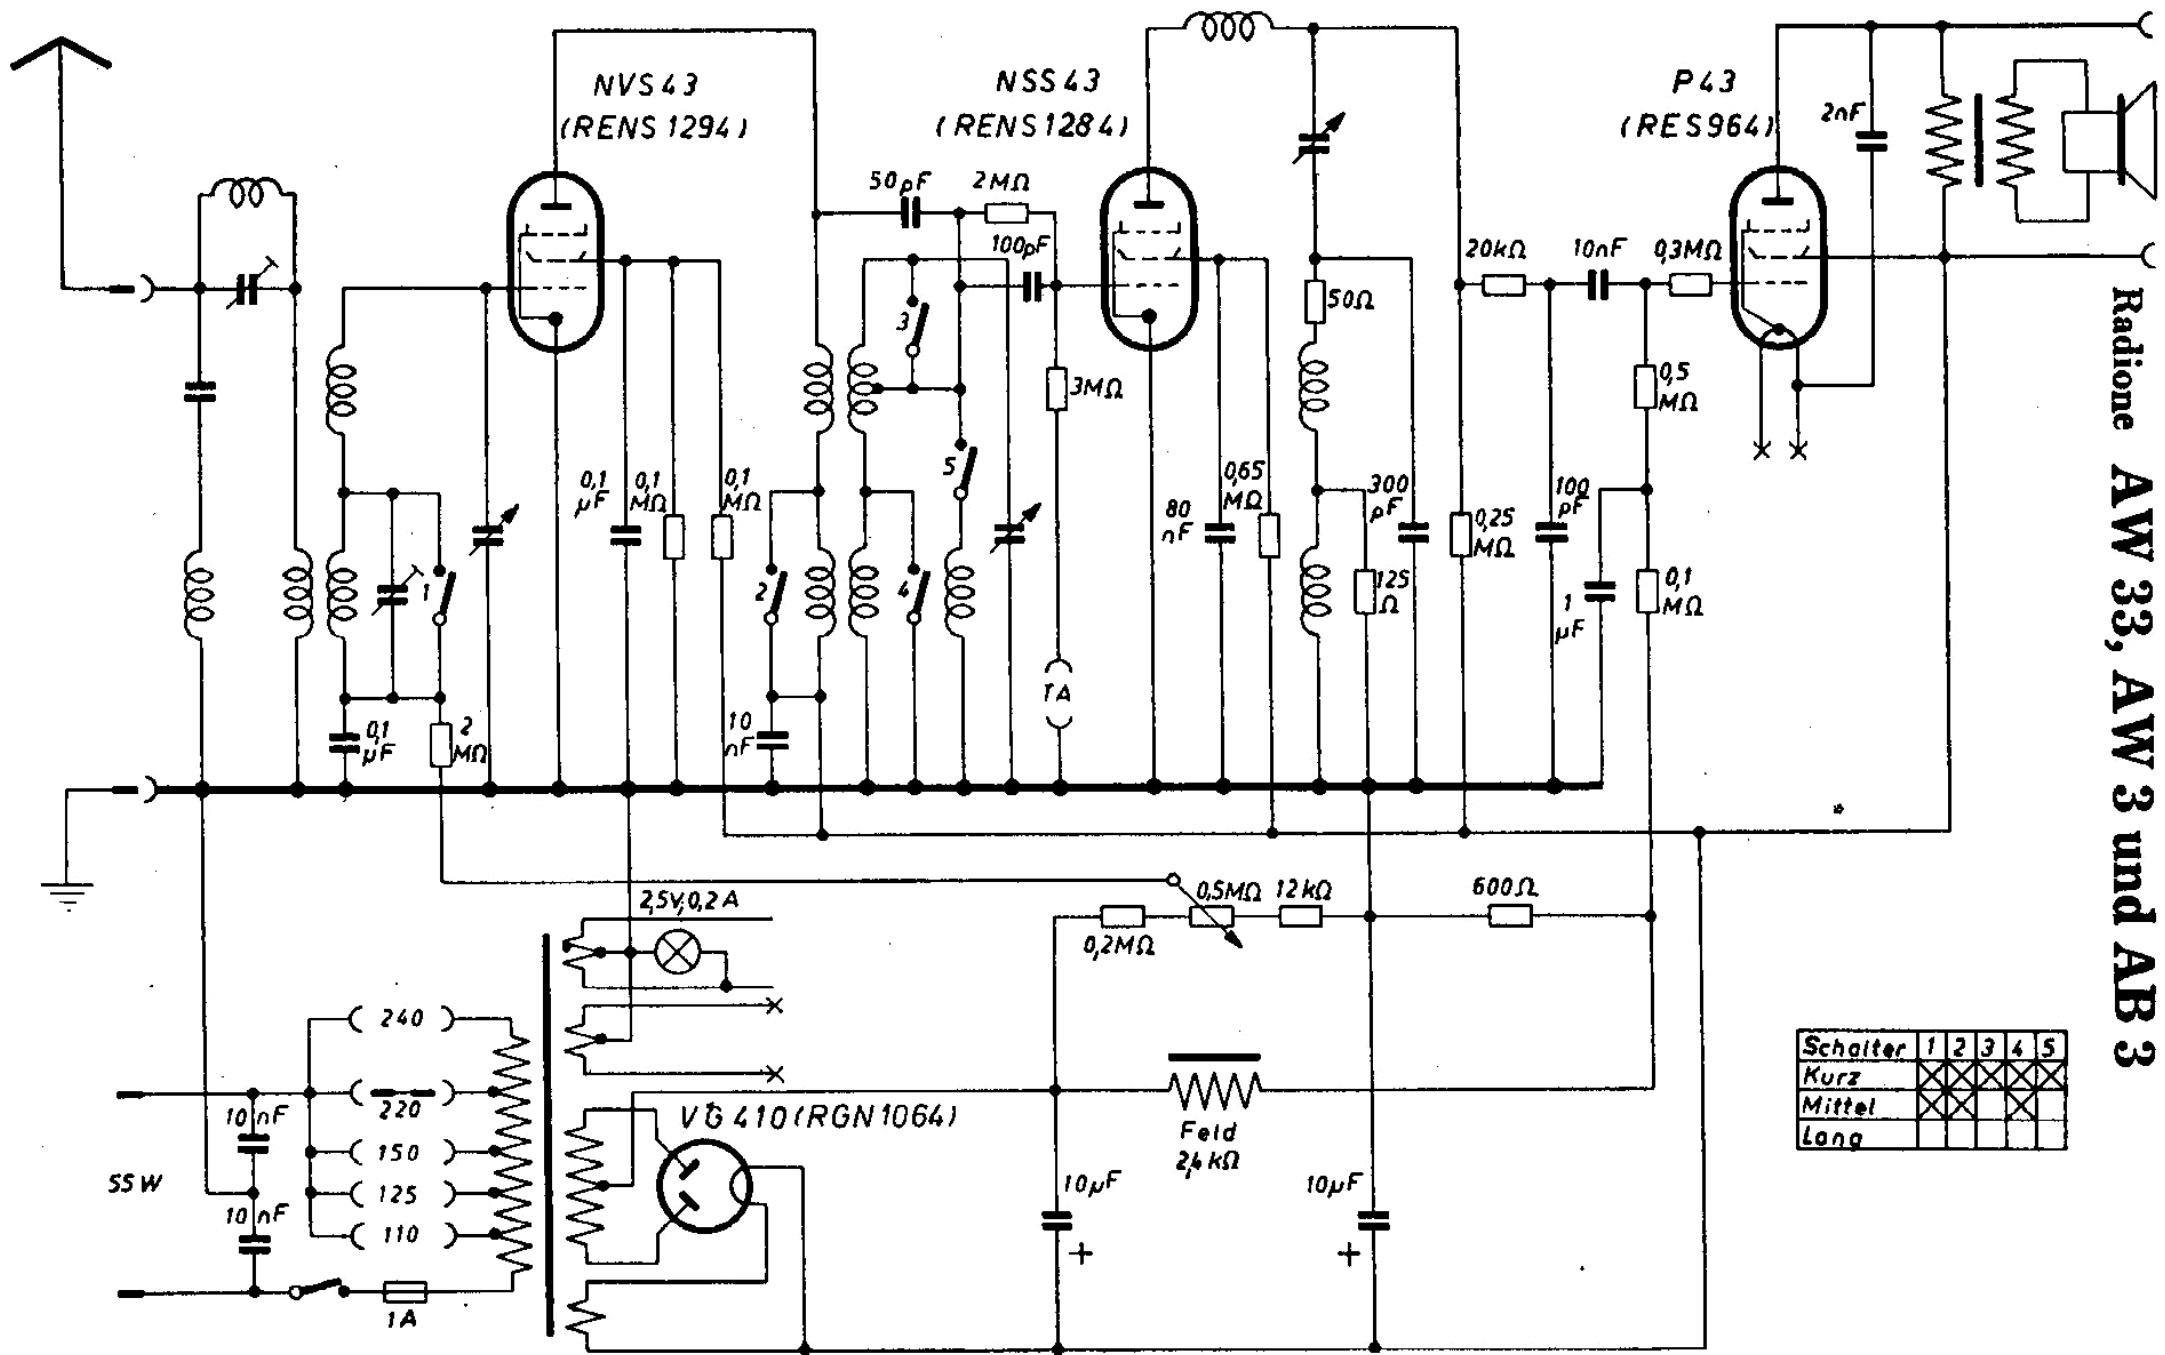 NVS43
(RENS1294)
NSS43
(RENS1284)
P43
(RES964)
2nF
50pF
2MΩ
100pF
20kΩ
10nF
0,3MΩ
3
50Ω
3MΩ
0,5
MΩ
5
0,1
µF
0,1
MΩ
0,1
MΩ
80
nF
0,65
MΩ
300
pF
0,25
MΩ
100
pF
1
2
4
125
Ω
1
µF
0,1
MΩ
0,1
µF
2
MΩ
10
nF
TA
2,5V,0,2A
0,2MΩ
0,5MΩ
12kΩ
600Ω
240
220
150
125
110
10nF
10nF
55W
1A
VG410(RGN1064)
Feld
2,4kΩ
10µF
+
10µF
+
Schalter 1 2 3 4 5
Kurz X X X X X
Mittel X X X
Lang
Radione AW 33, AW 3 und AB 3